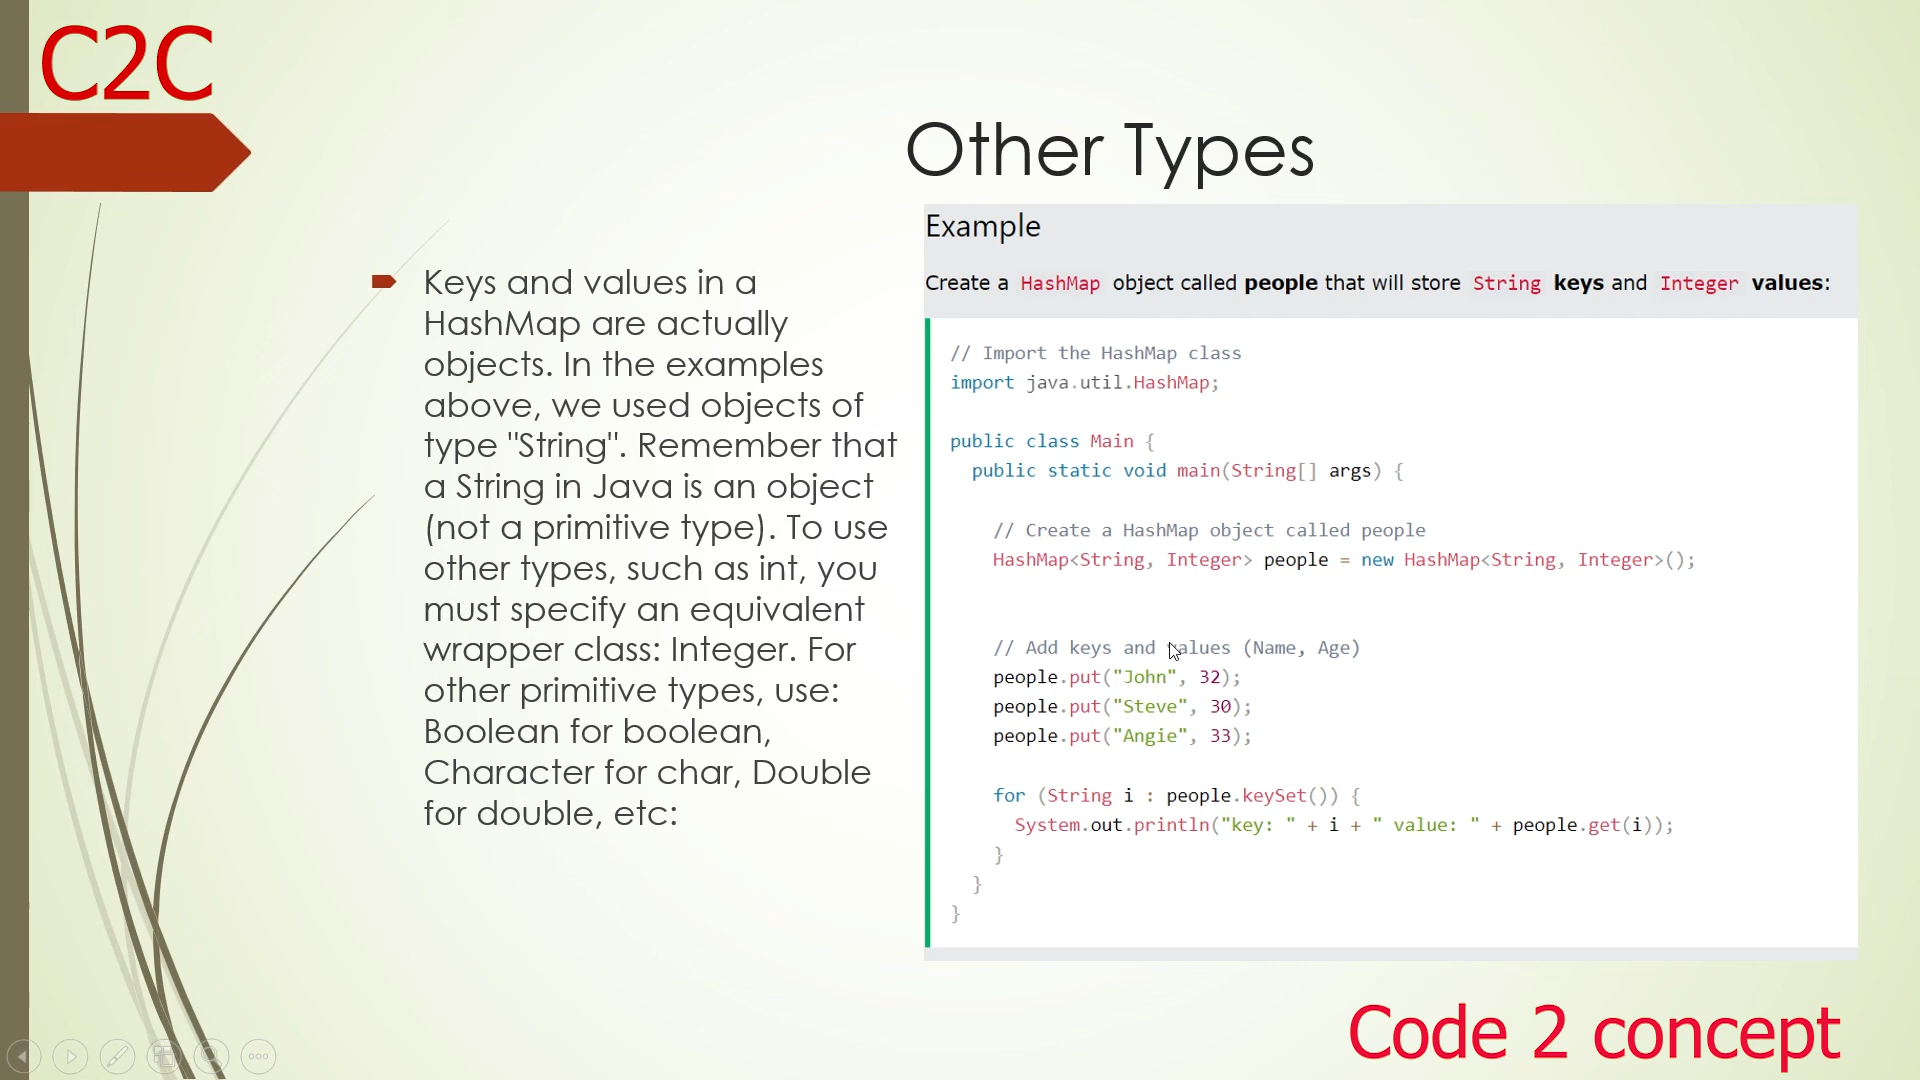 C2C
Other Types
Keys and values in a
HashMap are actually
objects. In the examples
above, we used objects of
type "String". Remember that
a String in Java is an object
(not a primitive type). To use
other types, such as int, you
must specify an equivalent
wrapper class: Integer. For
other primitive types, use:
Boolean for boolean,
Character for char, Double
for double, etc:
Example
Create a HashMap object called people that will store String keys and Integer values:
// Import the HashMap class
import java.util.HashMap;
public class Main {
  public static void main(String[] args) {
    // Create a HashMap object called people
    HashMap<String, Integer> people = new HashMap<String, Integer>();
    // Add keys and values (Name, Age)
    people.put("John", 32);
    people.put("Steve", 30);
    people.put("Angie", 33);
    for (String i : people.keySet()) {
      System.out.println("key: " + i + " value: " + people.get(i));
    }
  }
}
Code 2 concept